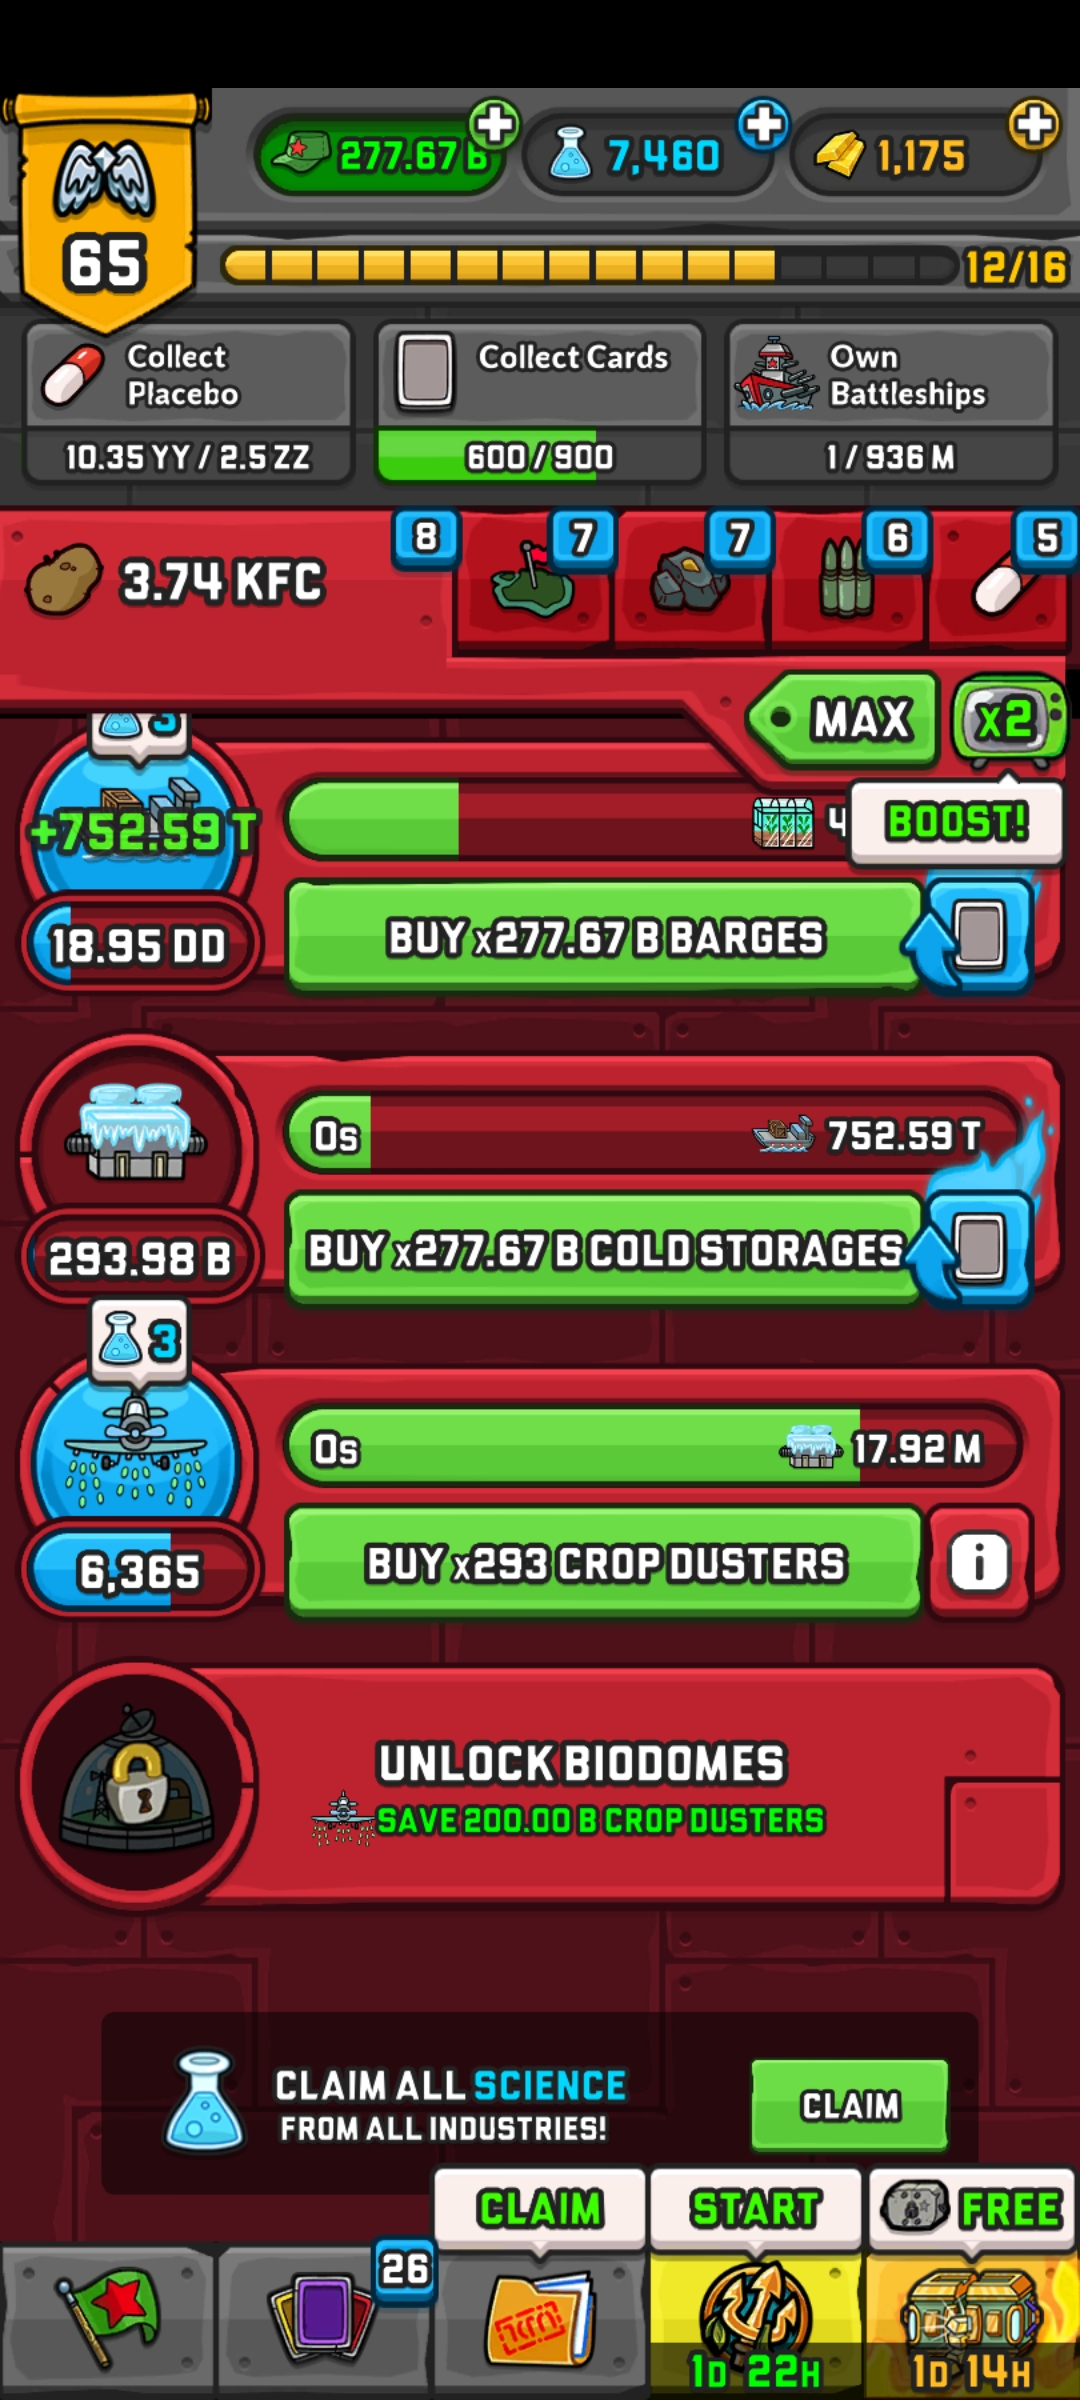 277.67 B
7,460
1,175
65
12/16
Collect
Placebo
Collect Cards
Own
Battleships
10.35 YY / 2.5 ZZ
600 / 900
1 / 936 M
8
7
7
6
5
3.74 KFC
MAX
x2
3
+752.59 T
4
BOOST!
18.95 DD
BUY x277.67 B BARGES
0s
752.59 T
293.98 B
BUY x277.67 B COLD STORAGES
3
0s
17.92 M
6,365
BUY x293 CROP DUSTERS
i
UNLOCK BIODOMES
SAVE 200.00 B CROP DUSTERS
CLAIM ALL SCIENCE
FROM ALL INDUSTRIES!
CLAIM
CLAIM
START
FREE
26
1D 22H
1D 14H